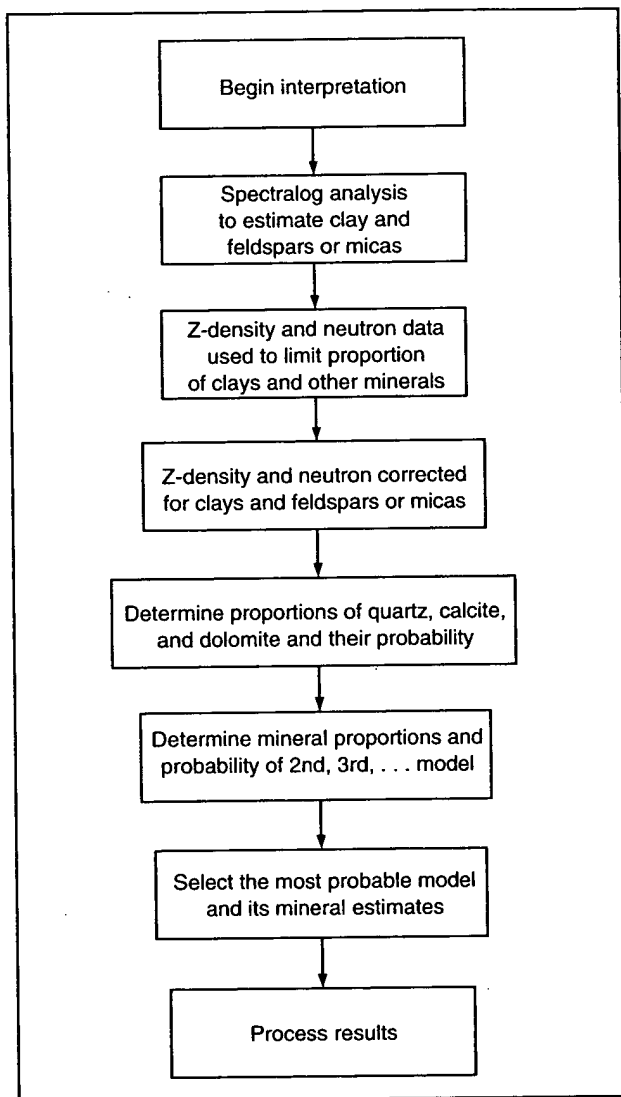 Begin interpretation
Spectralog analysis
to estimate clay and
feldspars or micas
Z-density and neutron data
used to limit proportion
of clays and other minerals
Z-density and neutron corrected
for clays and feldspars or micas
Determine proportions of quartz, calcite,
and dolomite and their probability
Determine mineral proportions and
probability of 2nd, 3rd, . . . model
Select the most probable model
and its mineral estimates
Process results